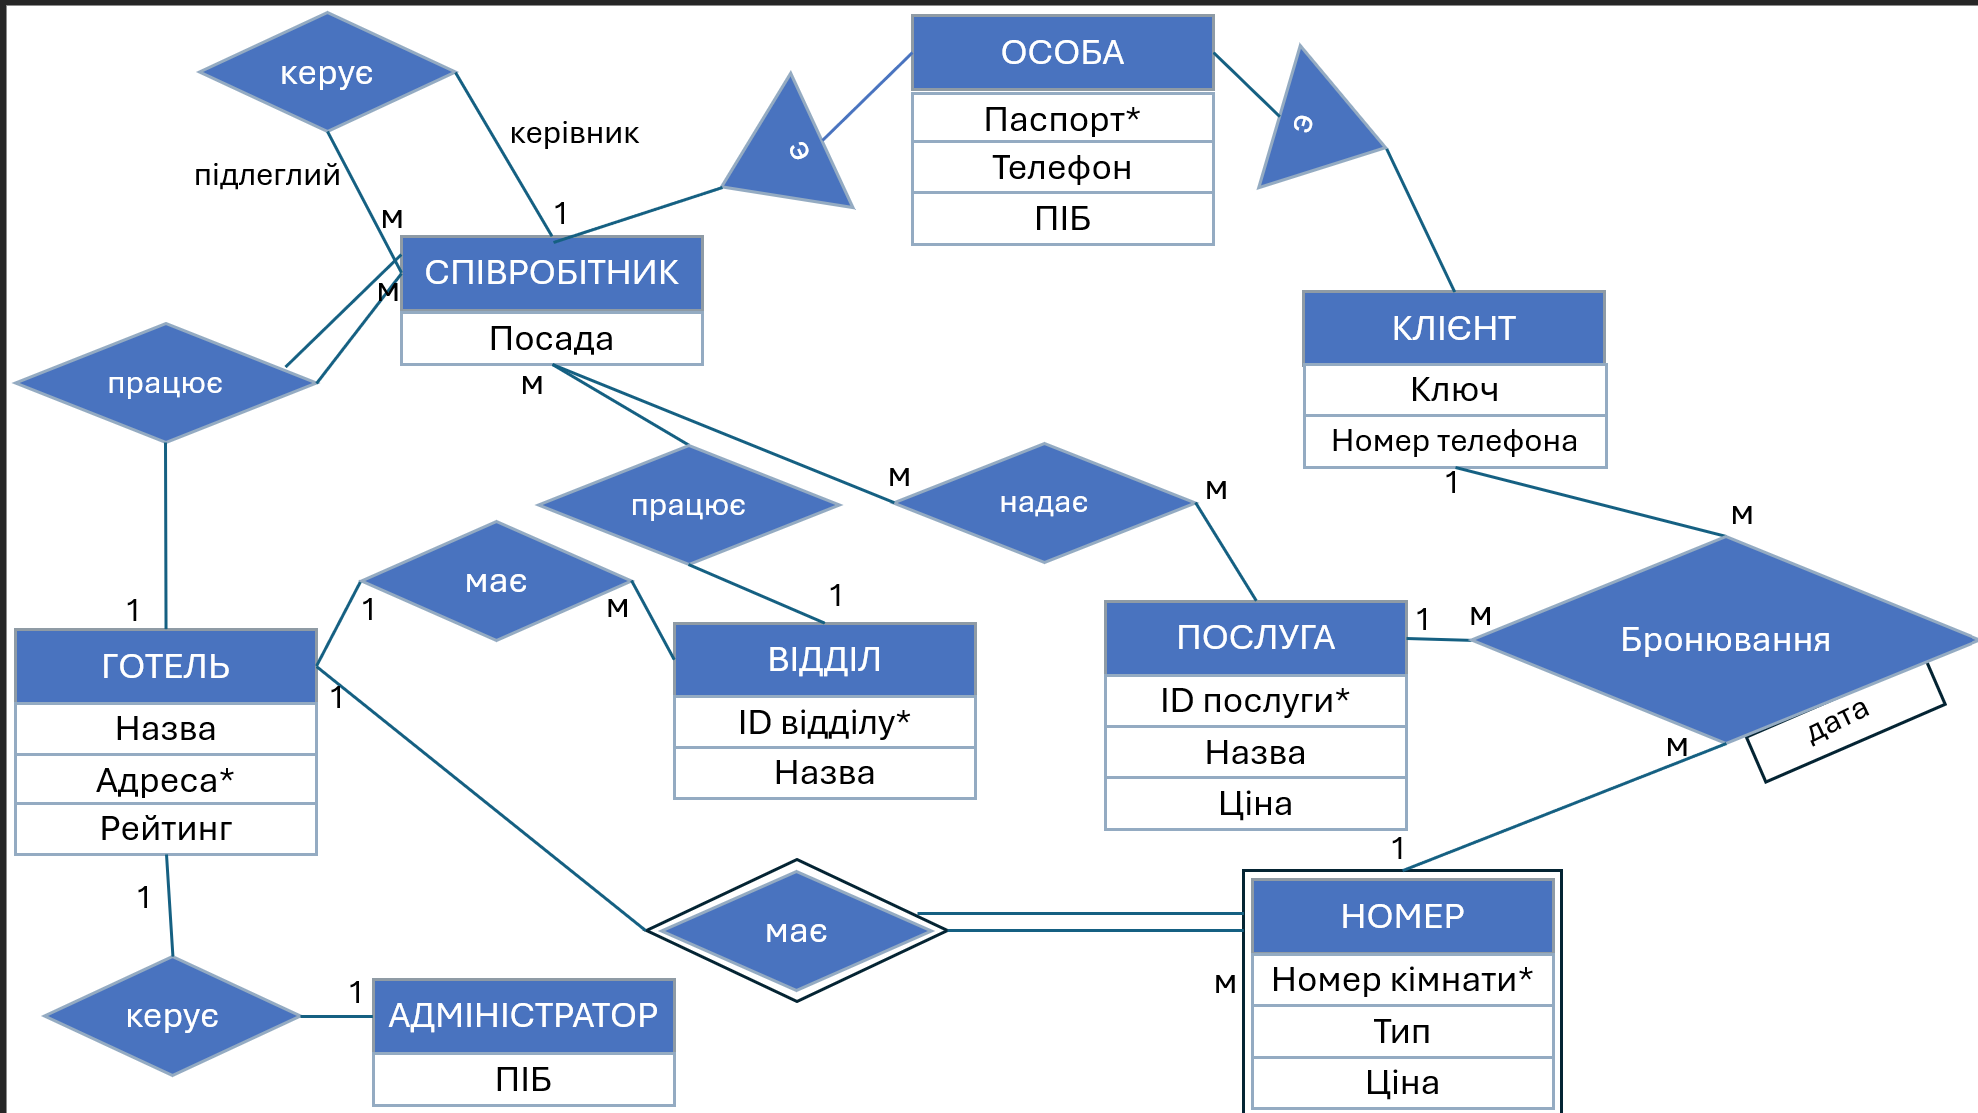 керує
ОСОБА
Паспорт*
Телефон
ПІБ
є
є
керівник
підлеглий
м
1
СПІВРОБІТНИК
Посада
м
м
працює
КЛІЄНТ
Ключ
Номер телефона
1
м
працює
м
надає
м
має
1
м
1
1
ГОТЕЛЬ
Назва
Адреса*
Рейтинг
1
ВІДДІЛ
ID відділу*
Назва
ПОСЛУГА
ID послуги*
Назва
Ціна
1
м
Бронювання
дата
м
1
1
керує
1
АДМІНІСТРАТОР
ПІБ
має
м
НОМЕР
Номер кімнати*
Тип
Ціна